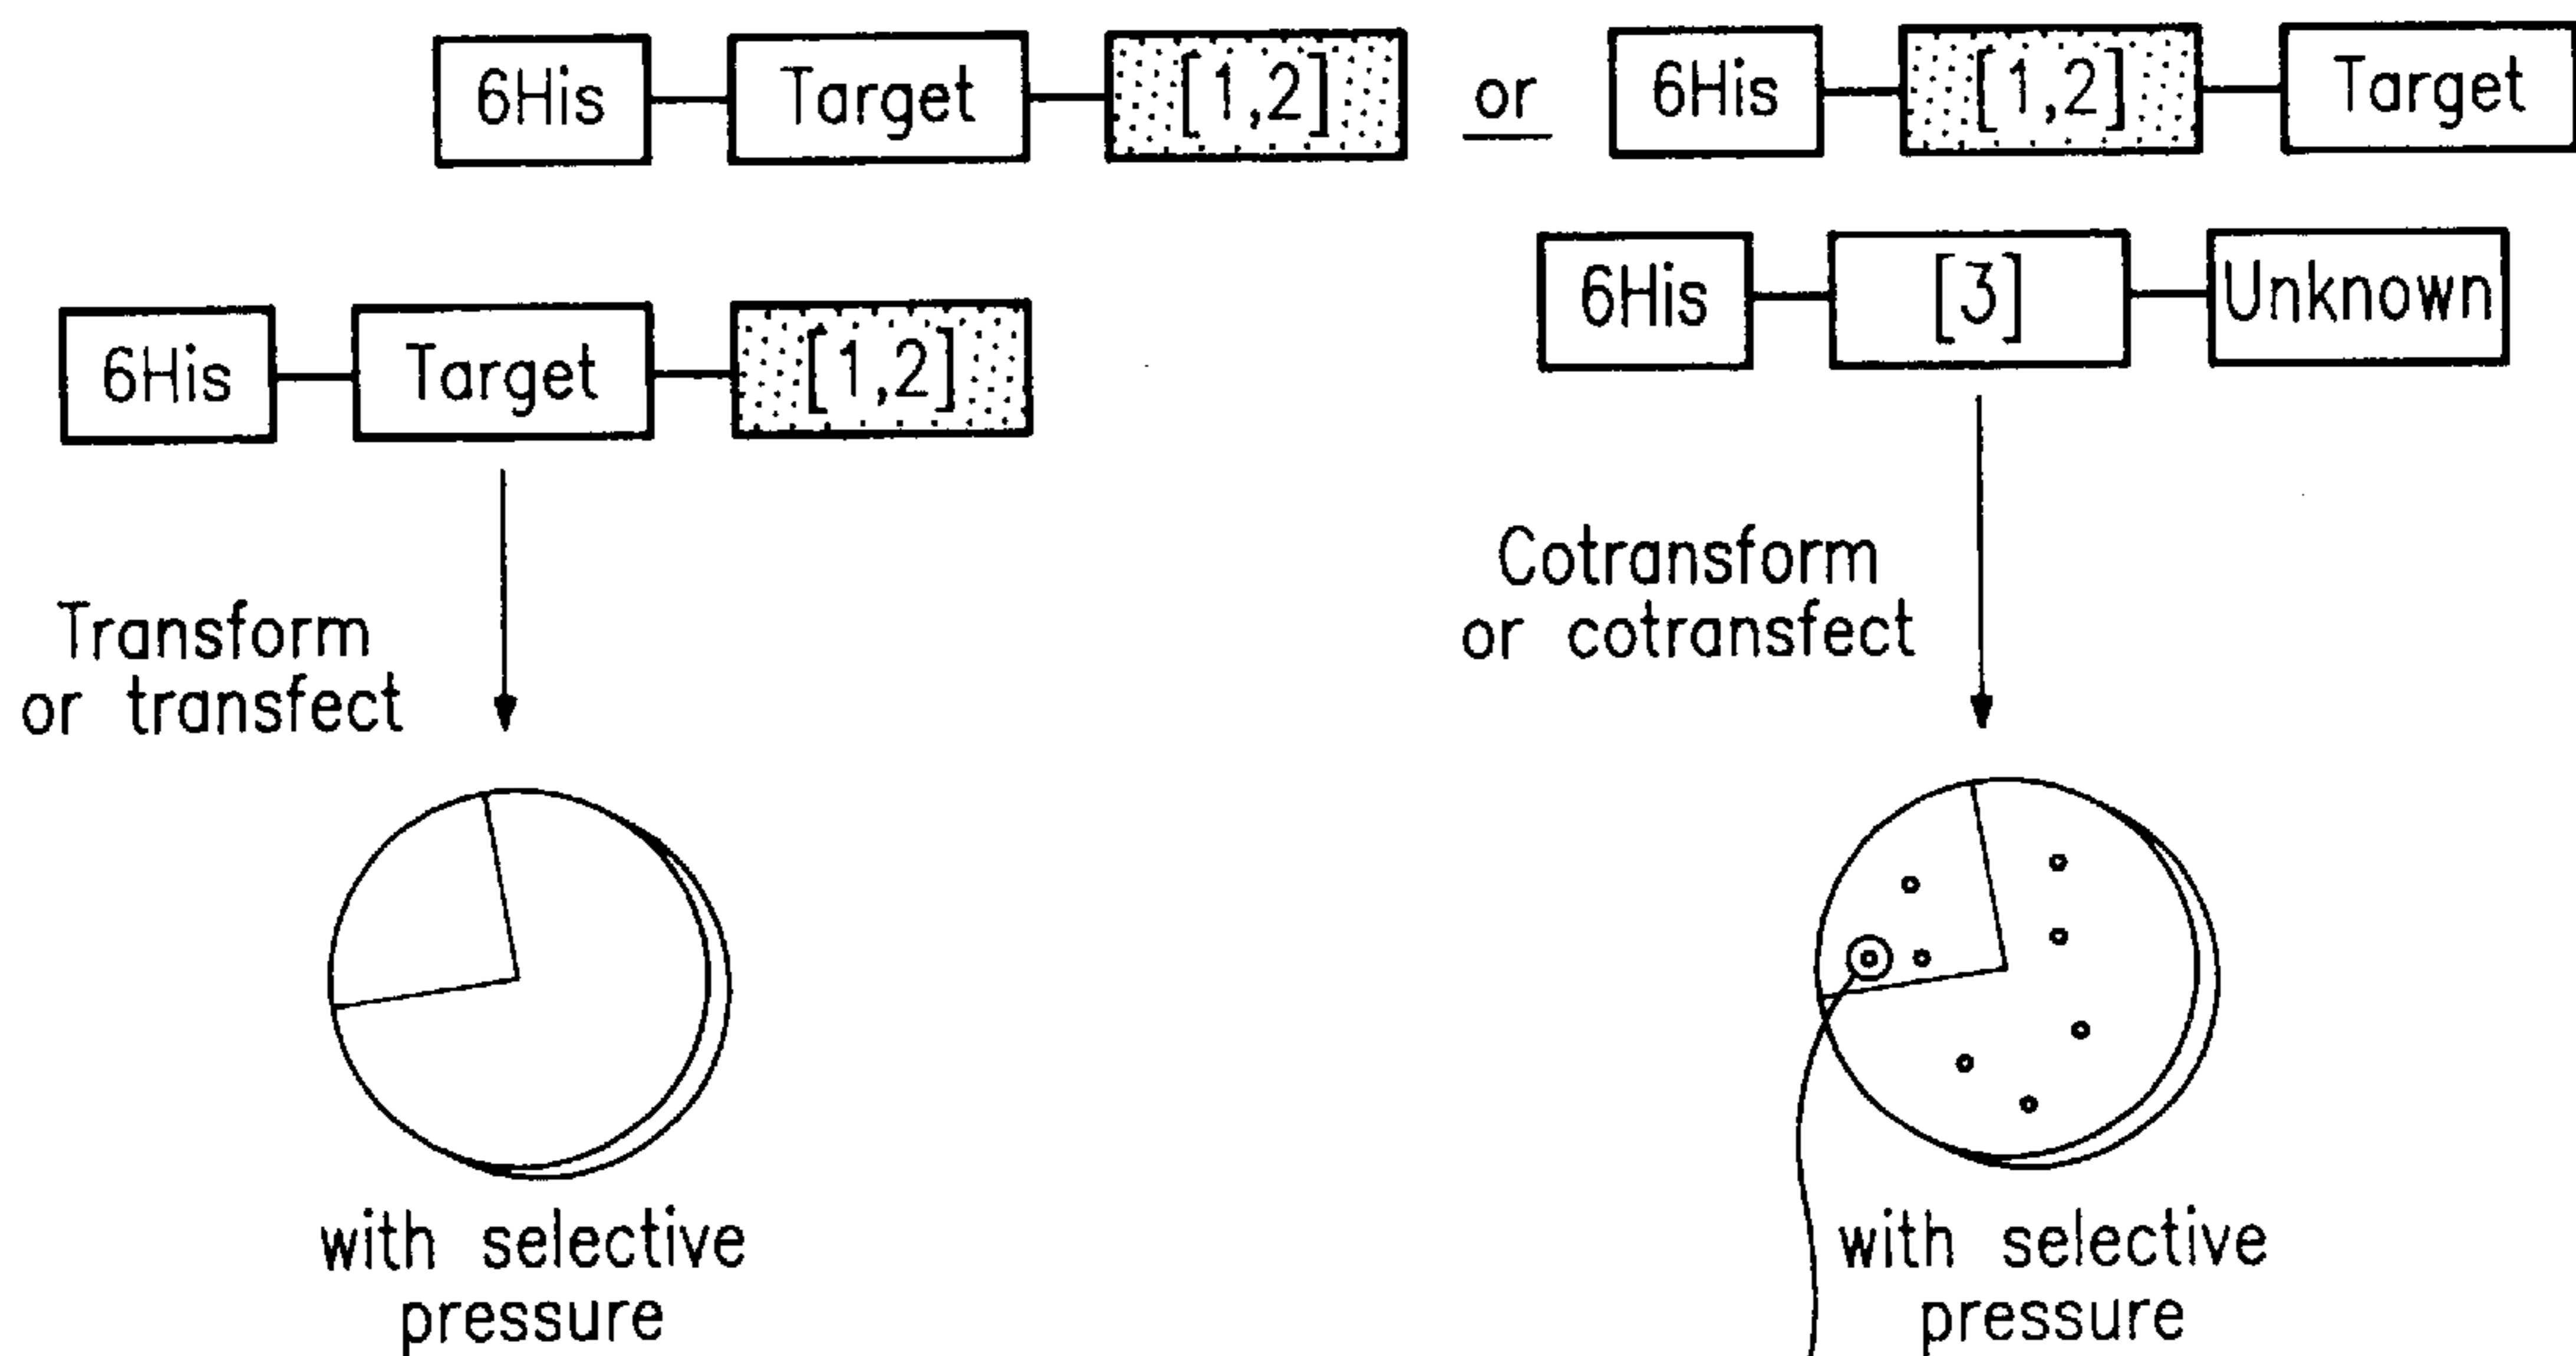 6His Target [1,2] or 6His [1,2] Target
6His [3] Unknown
6His Target [1,2]
Cotransform
or cotransfect
Transform
or transfect
with selective
pressure
with selective
pressure